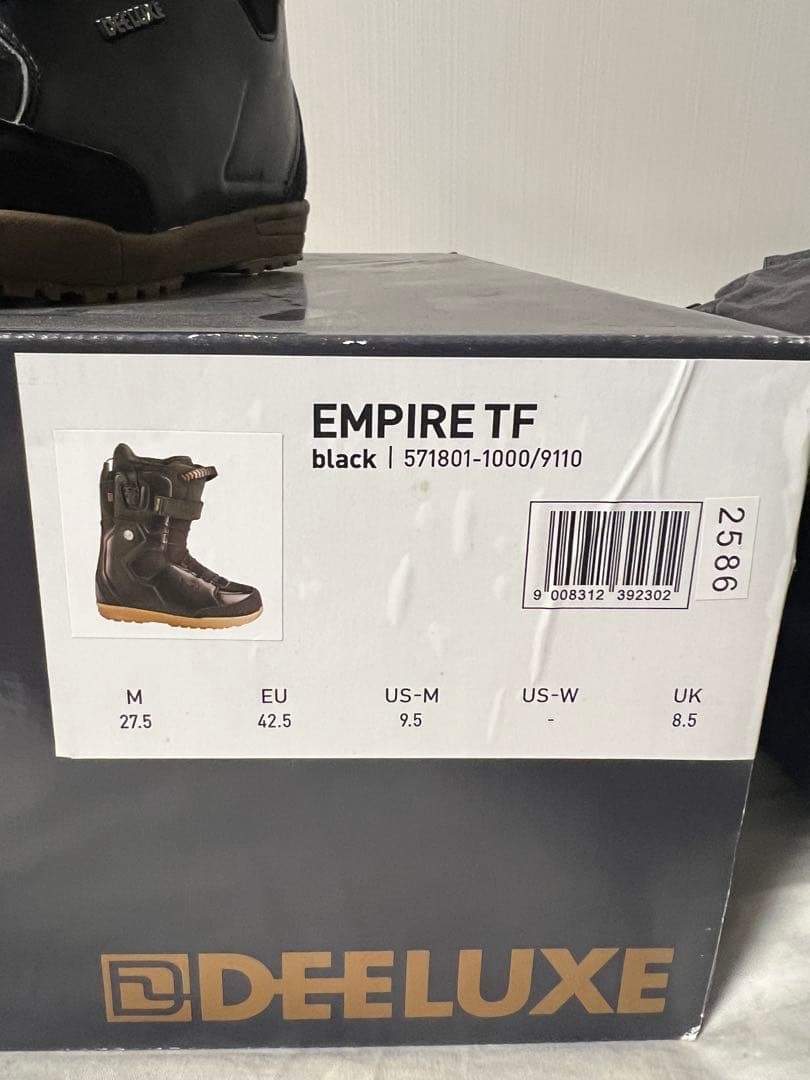 DEELUXE
EMPIRE TF
black | 571801-1000/9110
9 008312 392302
2586
M EU US-M US-W UK
27.5 42.5 9.5 - 8.5
DEELUXE